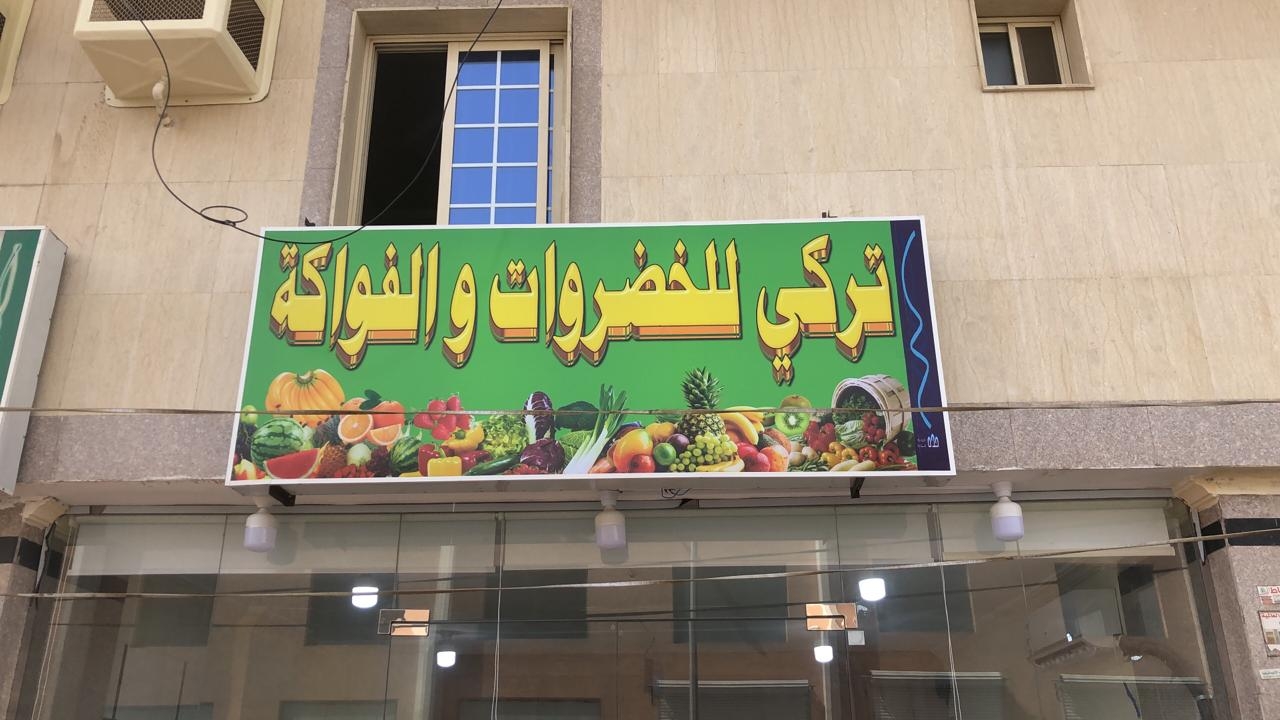 تركي للخضروات و الفواكة